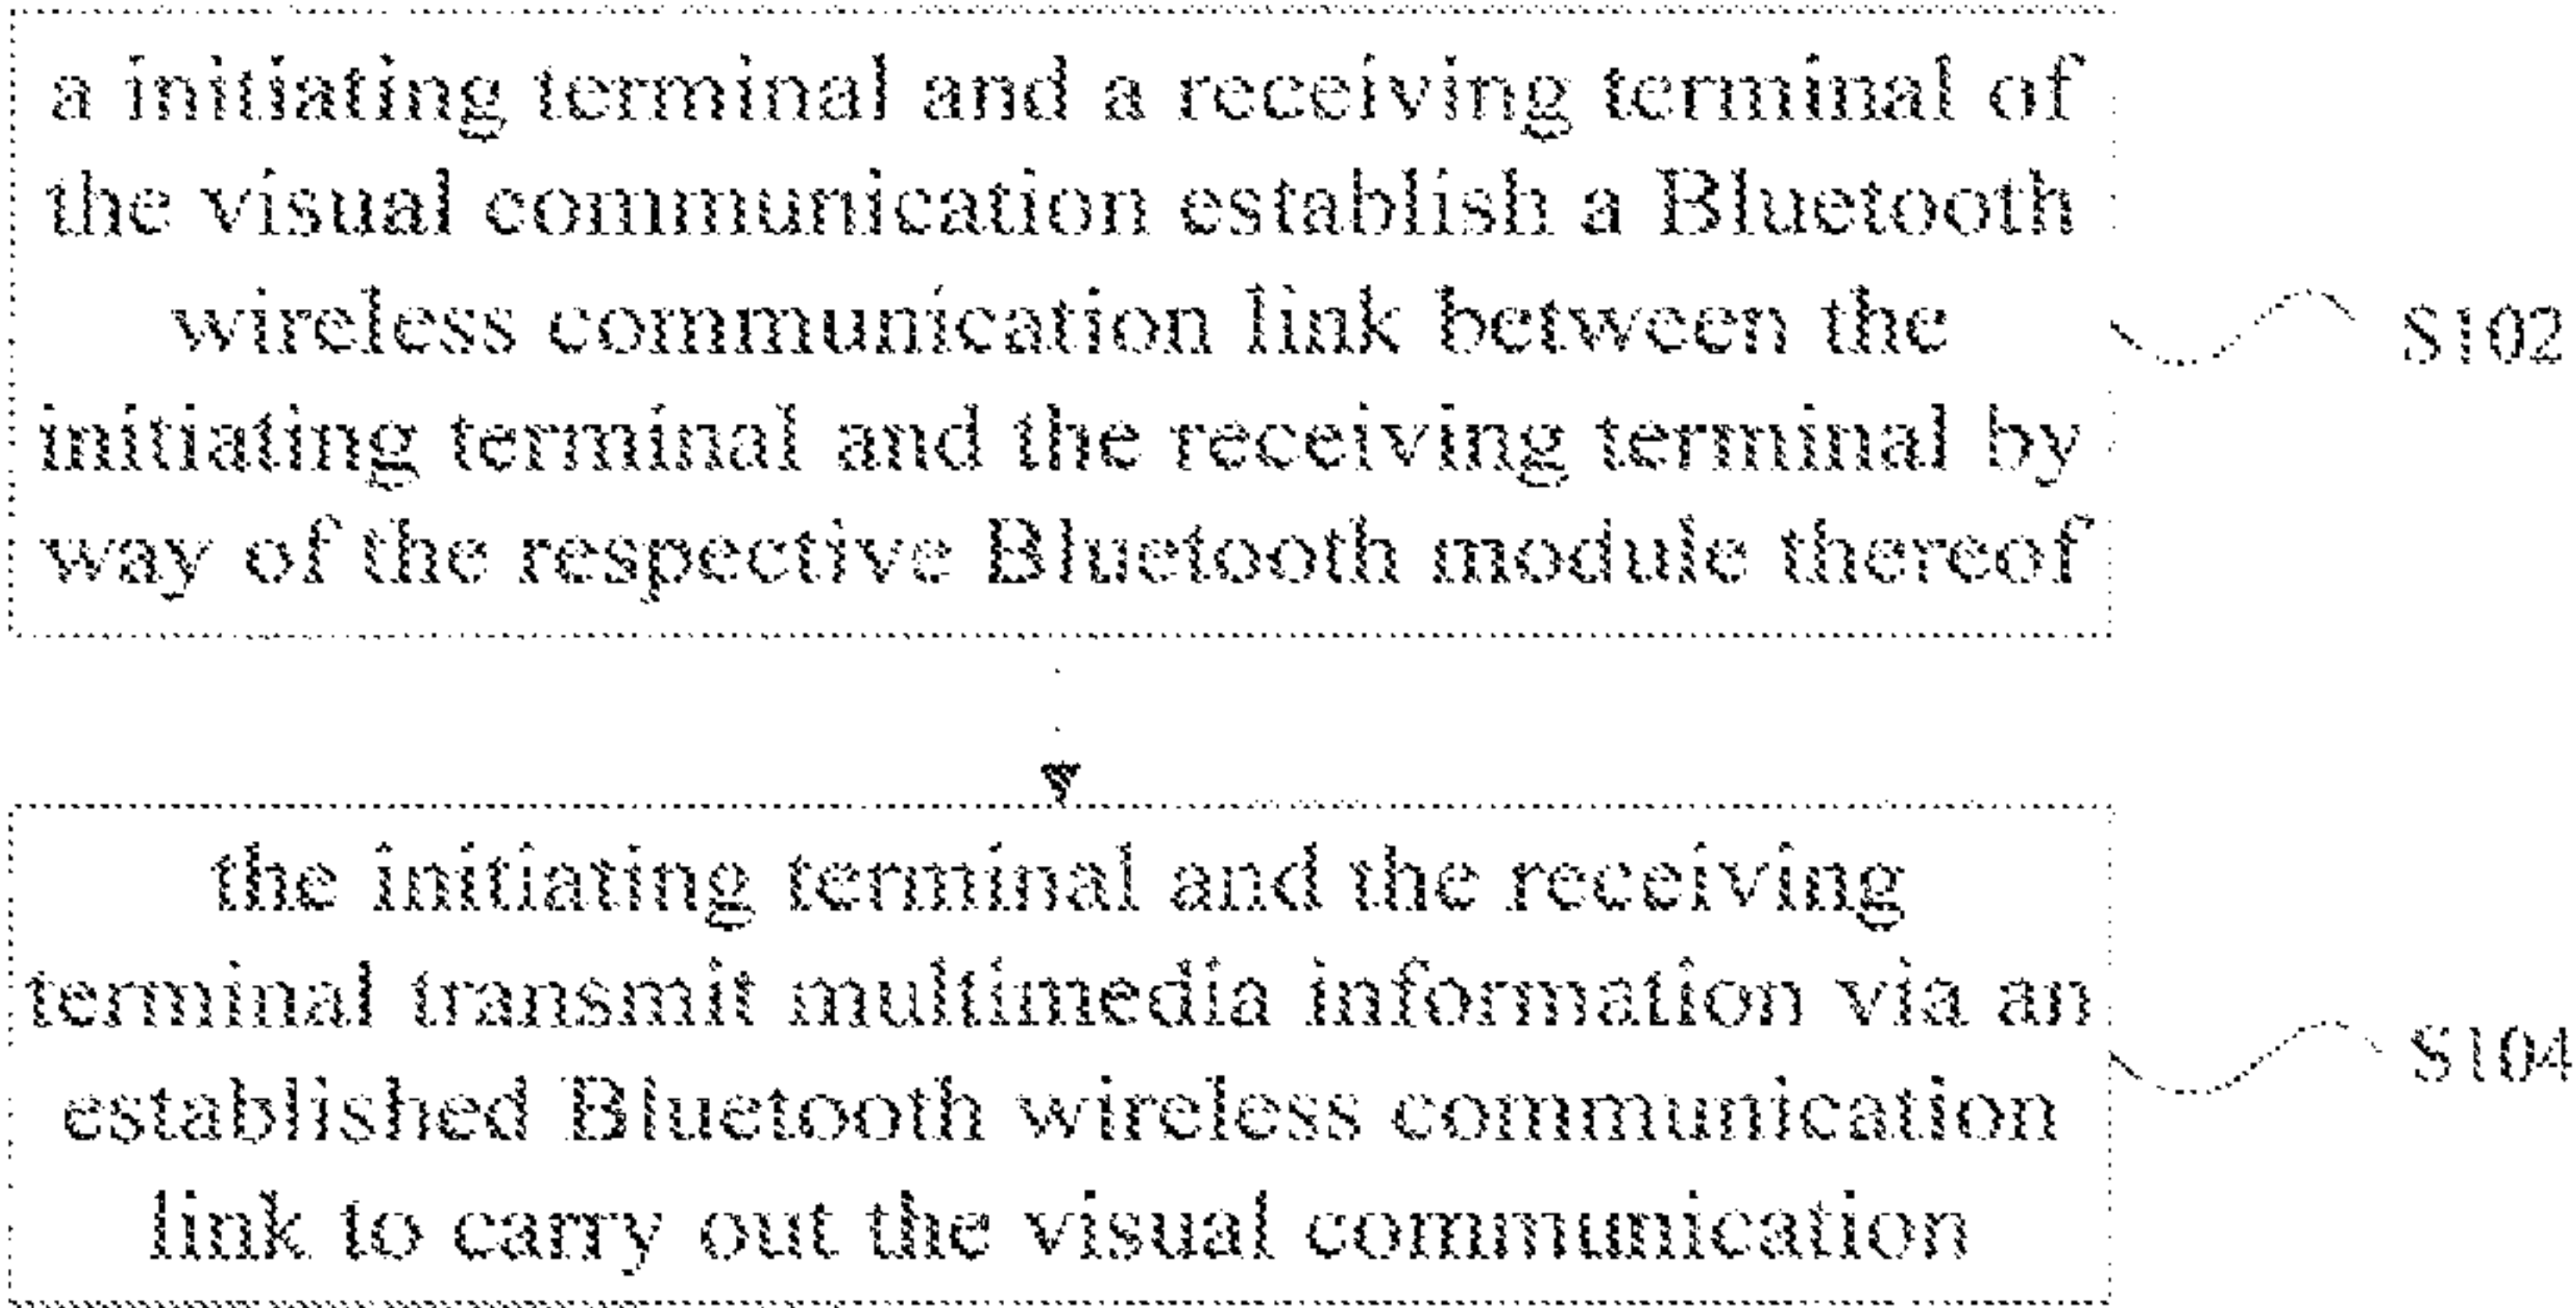 a initiating terminal and a receiving terminal of
the visual communication establish a Bluetooth
wireless communication link between the
initiating terminal and the receiving terminal by
way of the respective Bluetooth module thereof
S102
the initiating terminal and the receiving
terminal transmit multimedia information via an
established Bluetooth wireless communication
link to carry out the visual communication
S104